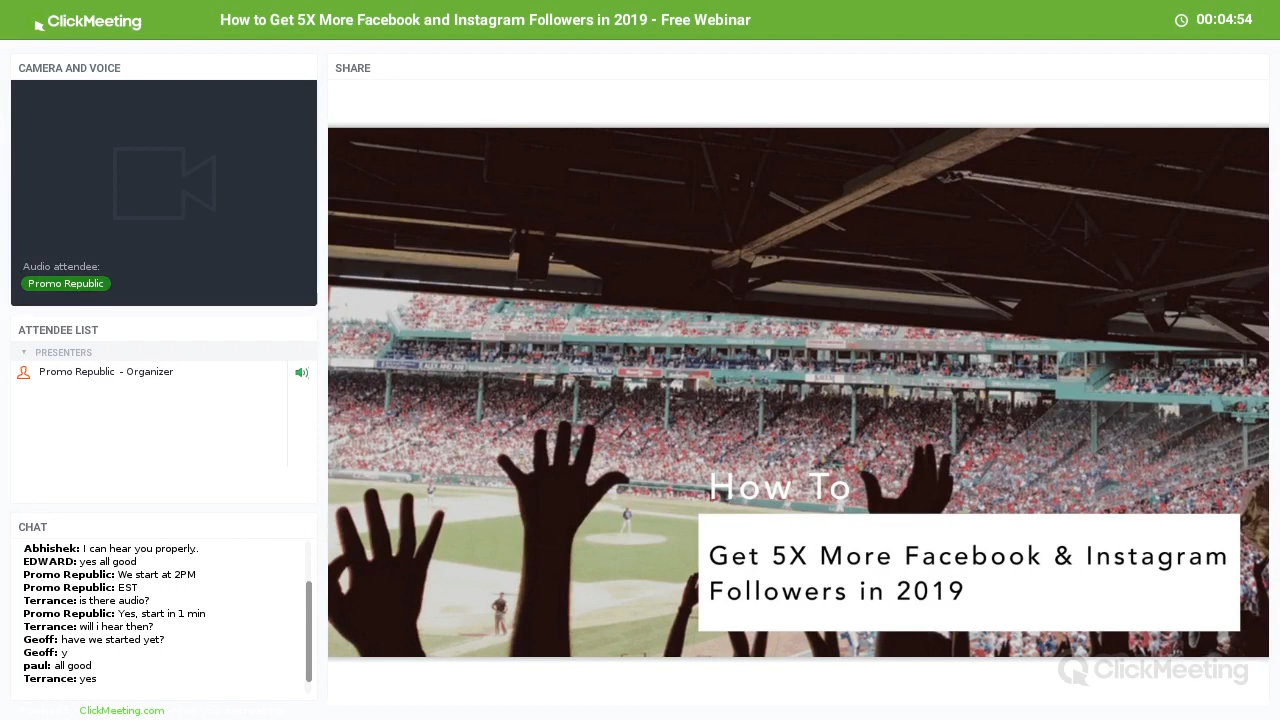 ClickMeeting
How to Get 5X More Facebook and Instagram Followers in 2019 - Free Webinar
00:04:54
CAMERA AND VOICE
SHARE
Audio attendee:
Promo Republic
ATTENDEE LIST
PRESENTERS
Promo Republic - Organizer
CHAT
Abhishek: I can hear you properly..
EDWARD: yes all good
Promo Republic: We start at 2PM
Promo Republic: EST
Terrance: is there audio?
Promo Republic: Yes, start in 1 min
Terrance: will i hear then?
Geoff: have we started yet?
Geoff: y
paul: all good
Terrance: yes
How To
Get 5X More Facebook & Instagram
Followers in 2019
ClickMeeting
ClickMeeting.com